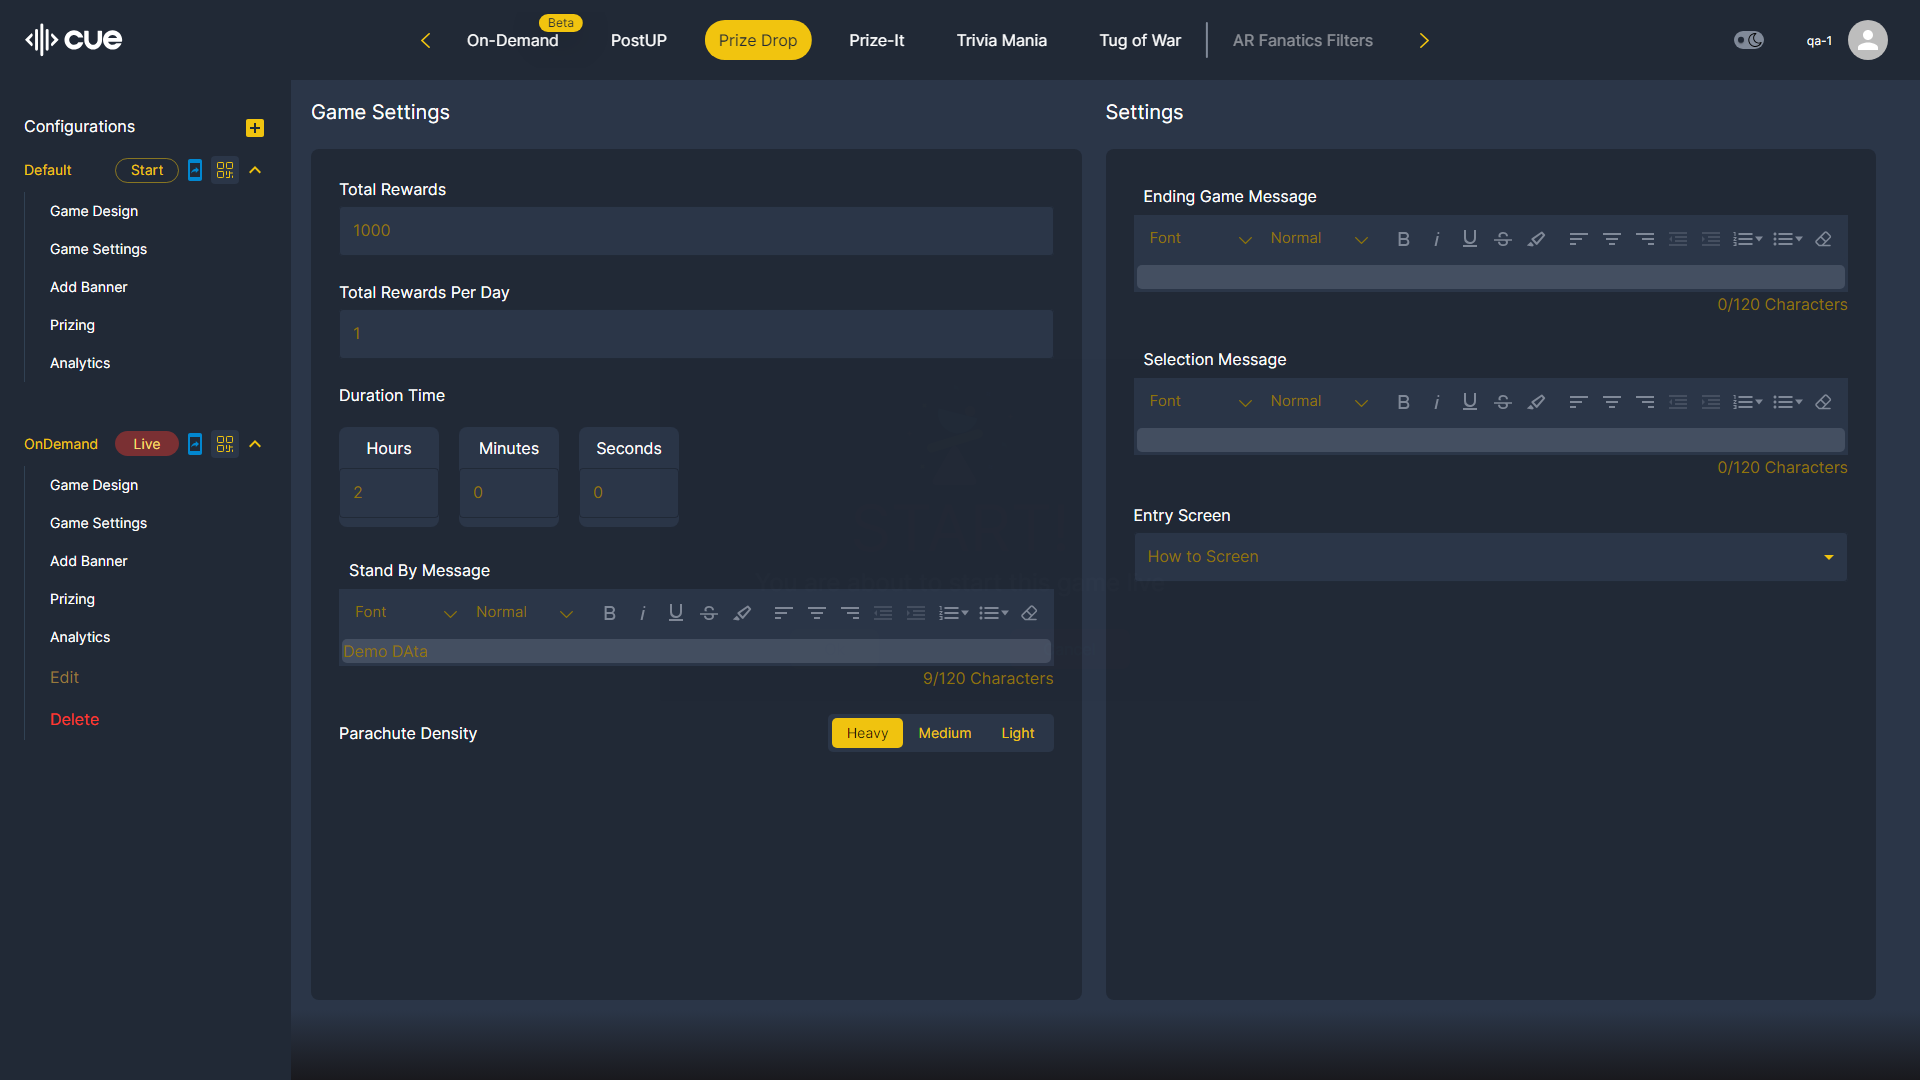 cue
On-Demand
Beta
PostUP
Prize Drop
Prize-It
Trivia Mania
Tug of War
AR Fanatics Filters
qa-1
Configurations
Default
Start
Game Design
Game Settings
Add Banner
Prizing
Analytics
OnDemand
Live
Game Design
Game Settings
Add Banner
Prizing
Analytics
Edit
Delete
Game Settings
Total Rewards
1000
Total Rewards Per Day
1
Duration Time
Hours
Minutes
Seconds
2
0
0
Stand By Message
Font
Normal
Demo DAta
9/120 Characters
Parachute Density
Heavy
Medium
Light
Settings
Ending Game Message
Font
Normal
0/120 Characters
Selection Message
Font
Normal
0/120 Characters
Entry Screen
How to Screen